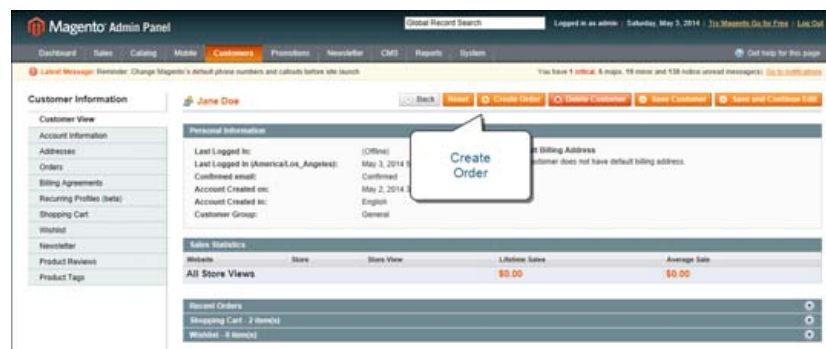 Magento Admin Panel
Global Record Search
Logged in as admin | Saturday, May 3, 2014 | Try Magento Go for Free | Log Out
Dashboard Sales Catalog Mobile Customers Promotions Newsletter CMS Reports System
Get help for this page
Latest Message: Reminder: Change Magento's default phone numbers and callouts before site launch
You have 1 critical, 6 major, 16 minor and 138 notice unread message(s). Go to notifications
Customer Information
Customer View
Account Information
Addresses
Orders
Billing Agreements
Recurring Profiles (beta)
Shopping Cart
Wishlist
Newsletter
Product Reviews
Product Tags
Jane Doe
Back Reset Create Order Delete Customer Save Customer Save and Continue Edit
Create
Order
Personal Information
Last Logged In: (Offline)
Last Logged In (America/Los_Angeles): May 3, 2014
Confirmed email: Confirmed
Account Created on: May 2, 2014
Account Created in: English
Customer Group: General
Billing Address
does not have default billing address.
Sales Statistics
Website Store Store View Lifetime Sales Average Sale
All Store Views $0.00 $0.00
Recent Orders
Shopping Cart - 2 item(s)
Wishlist - 6 item(s)